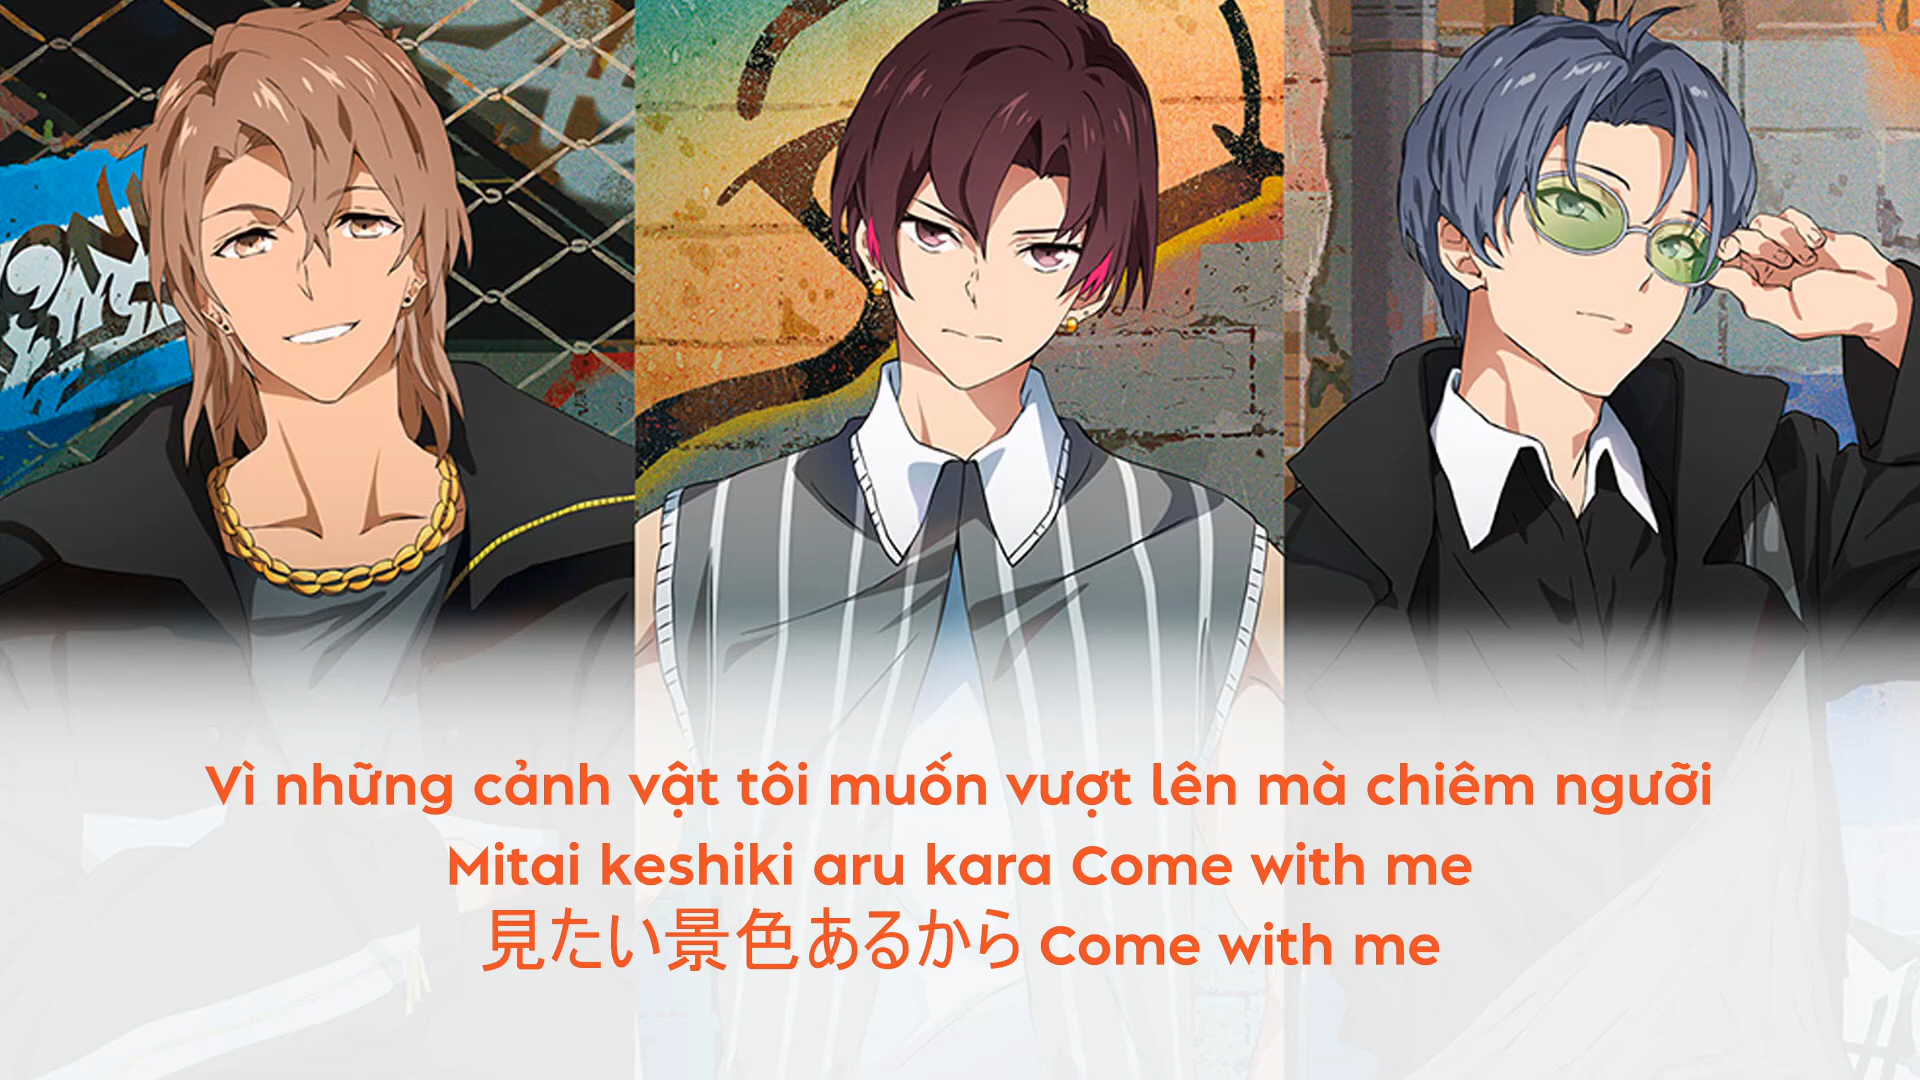 Vì những cảnh vật tôi muốn vượt lên mà chiêm ngưỡi
Mitai keshiki aru kara Come with me
見たい景色あるから Come with me